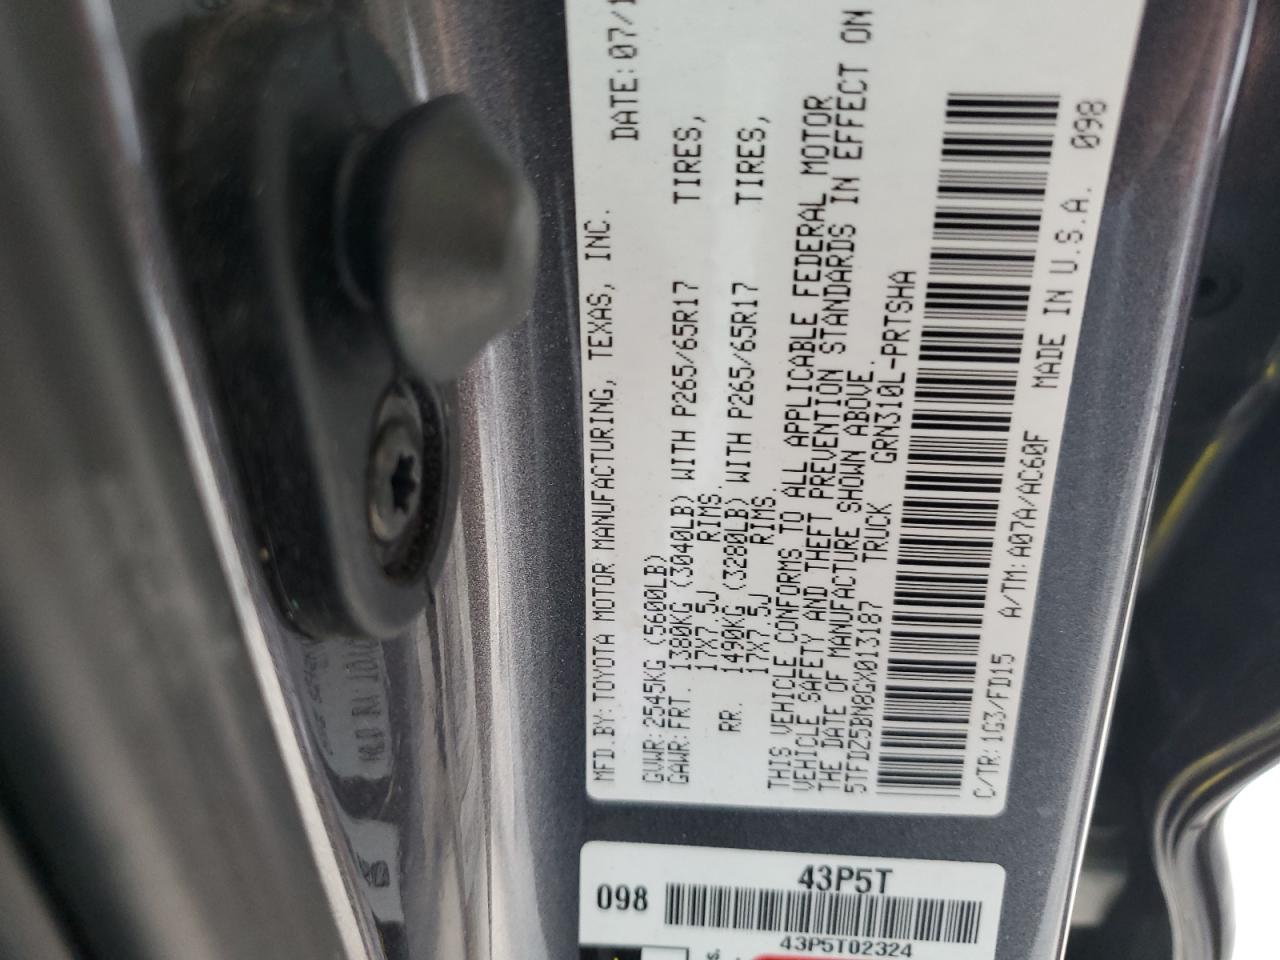 MFD.BY: TOYOTA MOTOR MANUFACTURING, TEXAS, INC. DATE: 07/1
GVWR: 2545KG (5600LB)
GAWR: FRT. 1380KG (3040LB) WITH P265/65R17 TIRES,
17X7.5J RIMS.
RR. 1490KG (3280LB) WITH P265/65R17 TIRES,
17X7.5J RIMS.
THIS VEHICLE CONFORMS TO ALL APPLICABLE FEDERAL MOTOR
VEHICLE SAFETY AND THEFT PREVENTION STANDARDS IN EFFECT ON
THE DATE OF MANUFACTURE SHOWN ABOVE.
5TFDZ5BN8GX013187 TRUCK GRN310L-PRTSHA
C/TR: 1G3/FD15 A/TM: A07A/AC60F MADE IN U.S.A. 098
43P5T
098
43P5T02324